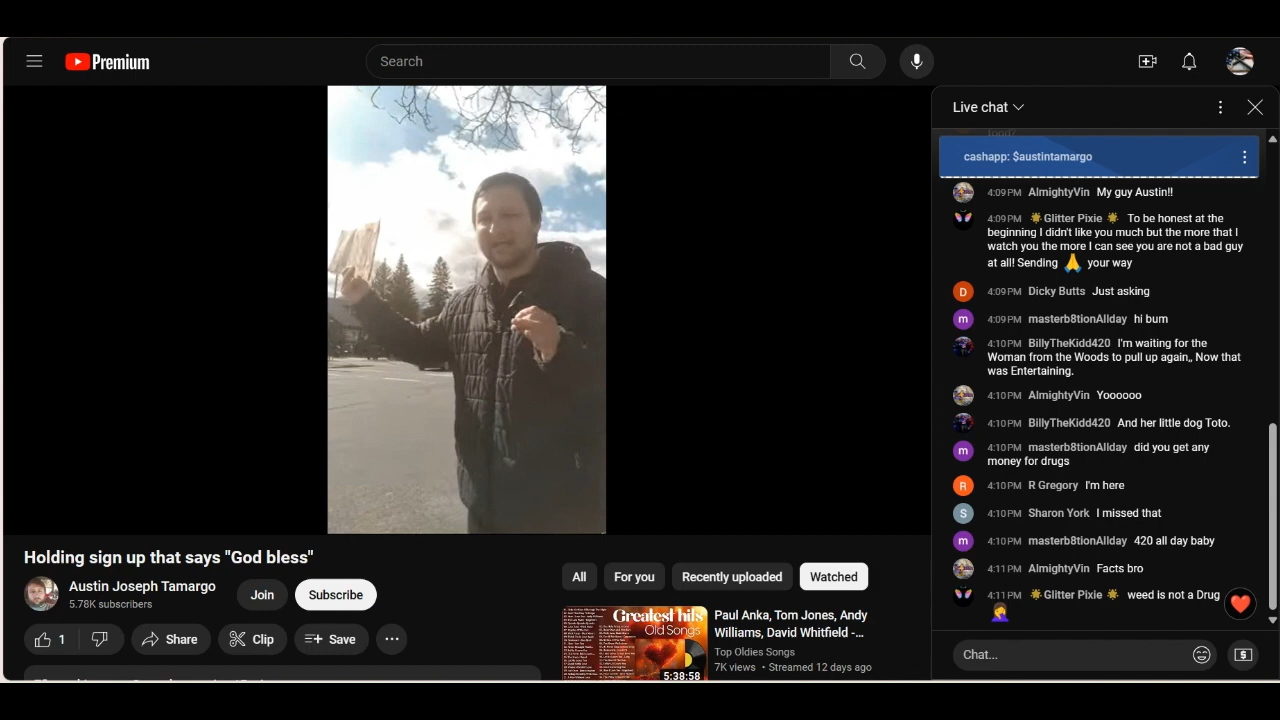 Premium
Search
Live chat
cashapp: $austintamargo
4:09 PM AlmightyVin My guy Austin!!
4:09 PM Glitter Pixie To be honest at the
beginning I didn't like you much but the more that I
watch you the more I can see you are not a bad guy
at all! Sending 🙏 your way
D 4:09 PM Dicky Butts Just asking
m 4:09 PM masterb8tionAllday hi bum
4:10 PM BillyTheKidd420 I'm waiting for the
Woman from the Woods to pull up again,, Now that
was Entertaining.
4:10 PM AlmightyVin Yoooooo
4:10 PM BillyTheKidd420 And her little dog Toto.
m 4:10 PM masterb8tionAllday did you get any
money for drugs
R 4:10 PM R Gregory I'm here
S 4:10 PM Sharon York I missed that
m 4:10 PM masterb8tionAllday 420 all day baby
4:11 PM AlmightyVin Facts bro
4:11 PM Glitter Pixie weed is not a Drug
Chat...
Holding sign up that says "God bless"
Austin Joseph Tamargo
5.78K subscribers
Join
Subscribe
1
Share
Clip
Save
All
For you
Recently uploaded
Watched
Greatest hits
Old Songs
5:38:58
Paul Anka, Tom Jones, Andy
Williams, David Whitfield -...
Top Oldies Songs
7K views • Streamed 12 days ago